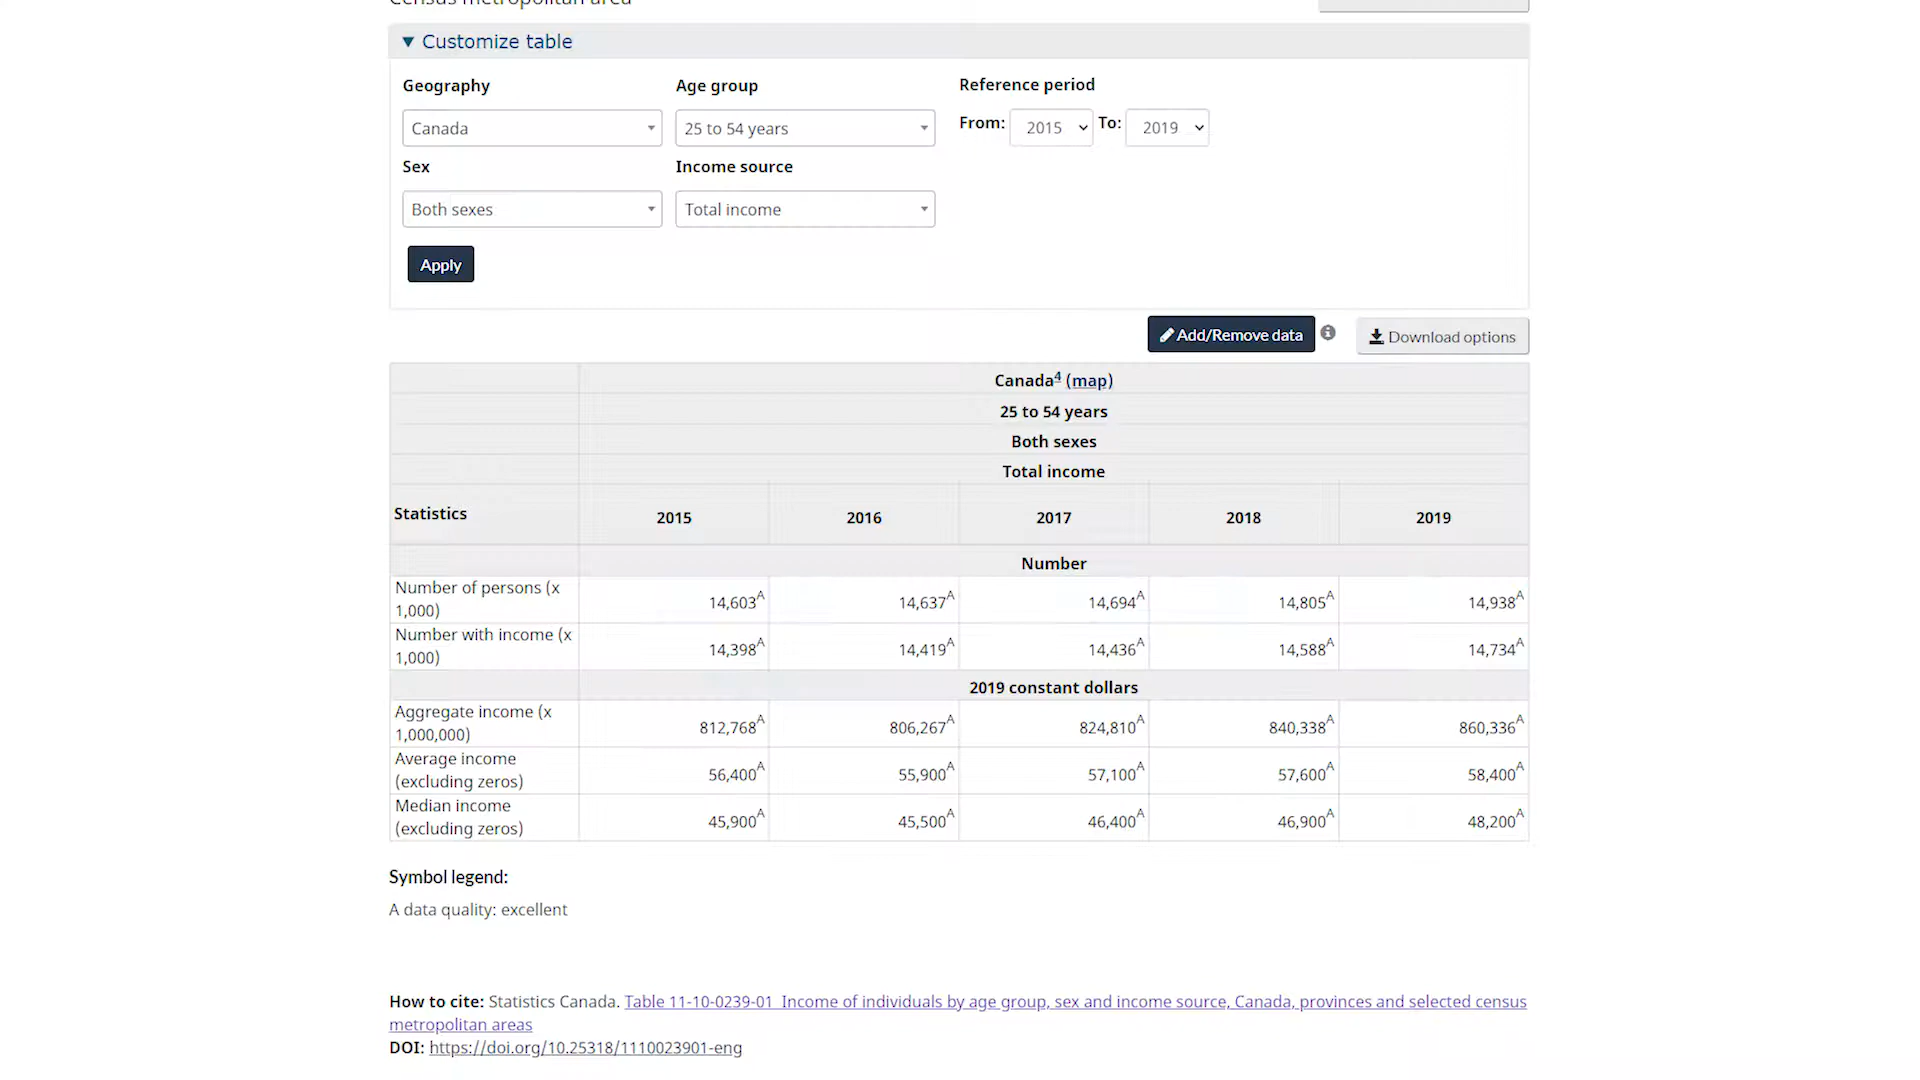 Census metropolitan area
▼ Customize table
Geography
Age group
Reference period
Canada
25 to 54 years
From: 2015 To: 2019
Sex
Income source
Both sexes
Total income
Apply
Add/Remove data
Download options
Canada4 (map)
25 to 54 years
Both sexes
Total income
Statistics 2015 2016 2017 2018 2019
Number
Number of persons (x
1,000) 14,603A 14,637A 14,694A 14,805A 14,938A
Number with income (x
1,000) 14,398A 14,419A 14,436A 14,588A 14,734A
2019 constant dollars
Aggregate income (x
1,000,000) 812,768A 806,267A 824,810A 840,338A 860,336A
Average income
(excluding zeros) 56,400A 55,900A 57,100A 57,600A 58,400A
Median income
(excluding zeros) 45,900A 45,500A 46,400A 46,900A 48,200A
Symbol legend:
A data quality: excellent
How to cite: Statistics Canada. Table 11-10-0239-01 Income of individuals by age group, sex and income source, Canada, provinces and selected census
metropolitan areas
DOI: https://doi.org/10.25318/1110023901-eng